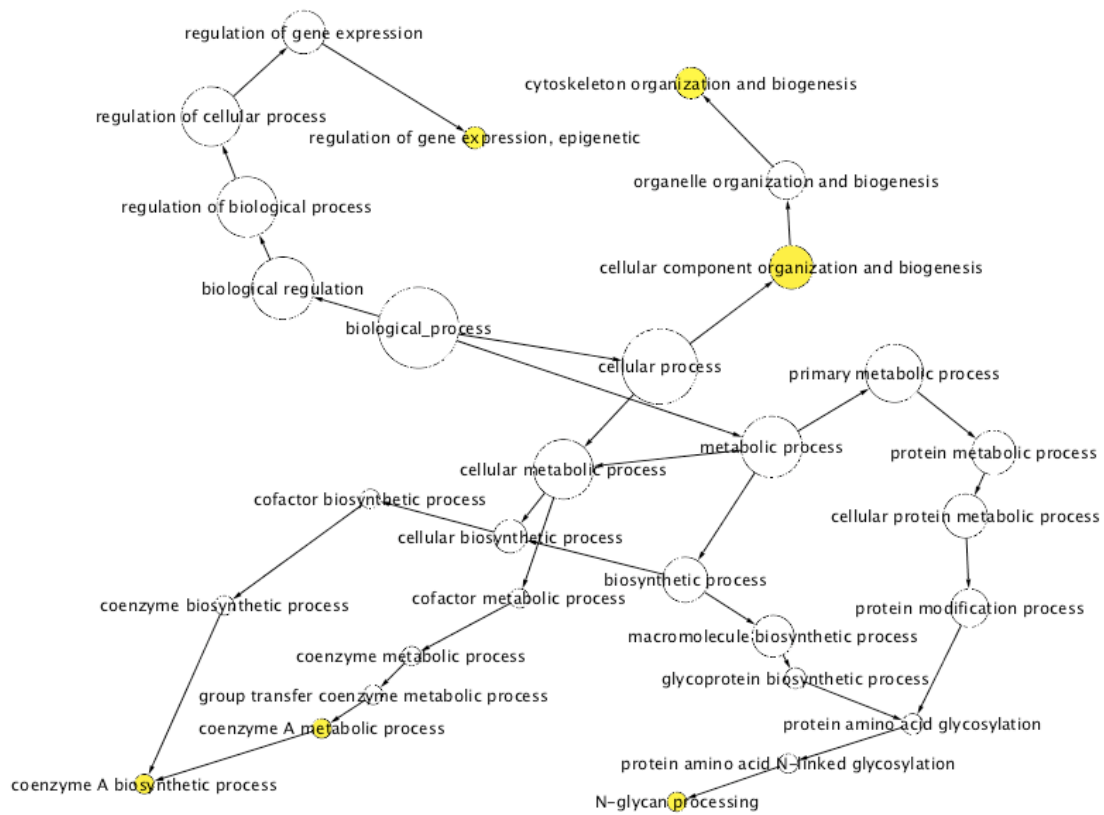 regulation of gene expression
cytoskeleton organization and biogenesis
regulation of cellular process
regulation of gene expression, epigenetic
organelle organization and biogenesis
regulation of biological process
cellular component organization and biogenesis
biological regulation
biological_process
cellular process
primary metabolic process
metabolic process
protein metabolic process
cellular metabolic process
cofactor biosynthetic process
cellular protein metabolic process
cellular biosynthetic process
biosynthetic process
cofactor metabolic process
coenzyme biosynthetic process
protein modification process
macromolecule biosynthetic process
coenzyme metabolic process
glycoprotein biosynthetic process
group transfer coenzyme metabolic process
protein amino acid glycosylation
coenzyme A metabolic process
protein amino acid N-linked glycosylation
coenzyme A biosynthetic process
N-glycan processing